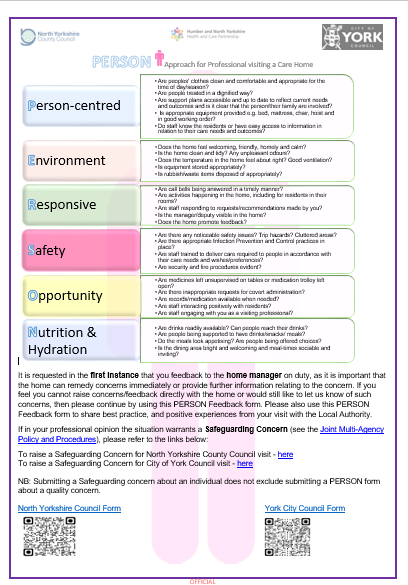 North Yorkshire
County Council
Humber and North Yorkshire
Health and Care Partnership
CITY OF
YORK
COUNCIL
PERSON Approach for Professional visiting a Care Home
Person-centred
• Are peoples' clothes clean and comfortable and appropriate for the
time of day/season?
• Are people treated in a dignified way?
• Are support plans accessible and up to date to reflect current needs
and outcomes and is it clear that the person/their family are involved?
• Is appropriate equipment provided e.g. bed, mattress, chair, hoist and
in good working order?
• Do staff know the residents or have easy access to information in
relation to their care needs and outcomes?
Environment
• Does the home feel welcoming, friendly, homely and calm?
• Is the home clean and tidy? Any unpleasant odours?
• Does the temperature in the home feel about right? Good ventilation?
• Is equipment stored appropriately?
• Is rubbish/waste items disposed of appropriately?
Responsive
• Are call bells being answered in a timely manner?
• Are activities happening in the home, including for residents in their
rooms?
• Are staff responding to requests/recommendations made by you?
• Is the manager/deputy visible in the home?
• Does the home promote feedback?
Safety
• Are there any noticeable safety issues? Trip hazards? Cluttered areas?
• Are there appropriate Infection Prevention and Control practices in
place?
• Are staff trained to deliver care required to people in accordance with
their care needs and wishes/preferences?
• Are security and fire procedures evident?
Opportunity
• Are medicines left unsupervised on tables or medication trolley left
open?
• Are there inappropriate requests for covert administration?
• Are records/medication available when needed?
• Are staff interacting positively with residents?
• Are staff engaging with you as a visiting professional?
Nutrition &
Hydration
• Are drinks readily available? Can people reach their drinks?
• Are people being supported to have drinks/snacks/ meals?
• Do the meals look appetising? Are people being offered choices?
• Is the dining area bright and welcoming and meal-times sociable and
inviting?
It is requested in the first instance that you feedback to the home manager on duty, as it is important that
the home can remedy concerns immediately or provide further information relating to the concern. If you
feel you cannot raise concerns/feedback directly with the home or would still like to let us know of such
concerns, then please continue by using this PERSON Feedback form. Please also use this PERSON
Feedback form to share best practice, and positive experiences from your visit with the Local Authority.
If in your professional opinion the situation warrants a Safeguarding Concern (see the Joint Multi-Agency
Policy and Procedures), please refer to the links below:
To raise a Safeguarding Concern for North Yorkshire County Council visit - here
To raise a Safeguarding Concern for City of York Council visit - here
NB: Submitting a Safeguarding concern about an individual does not exclude submitting a PERSON form
about a quality concern.
North Yorkshire Council Form
York City Council Form
OFFICIAL